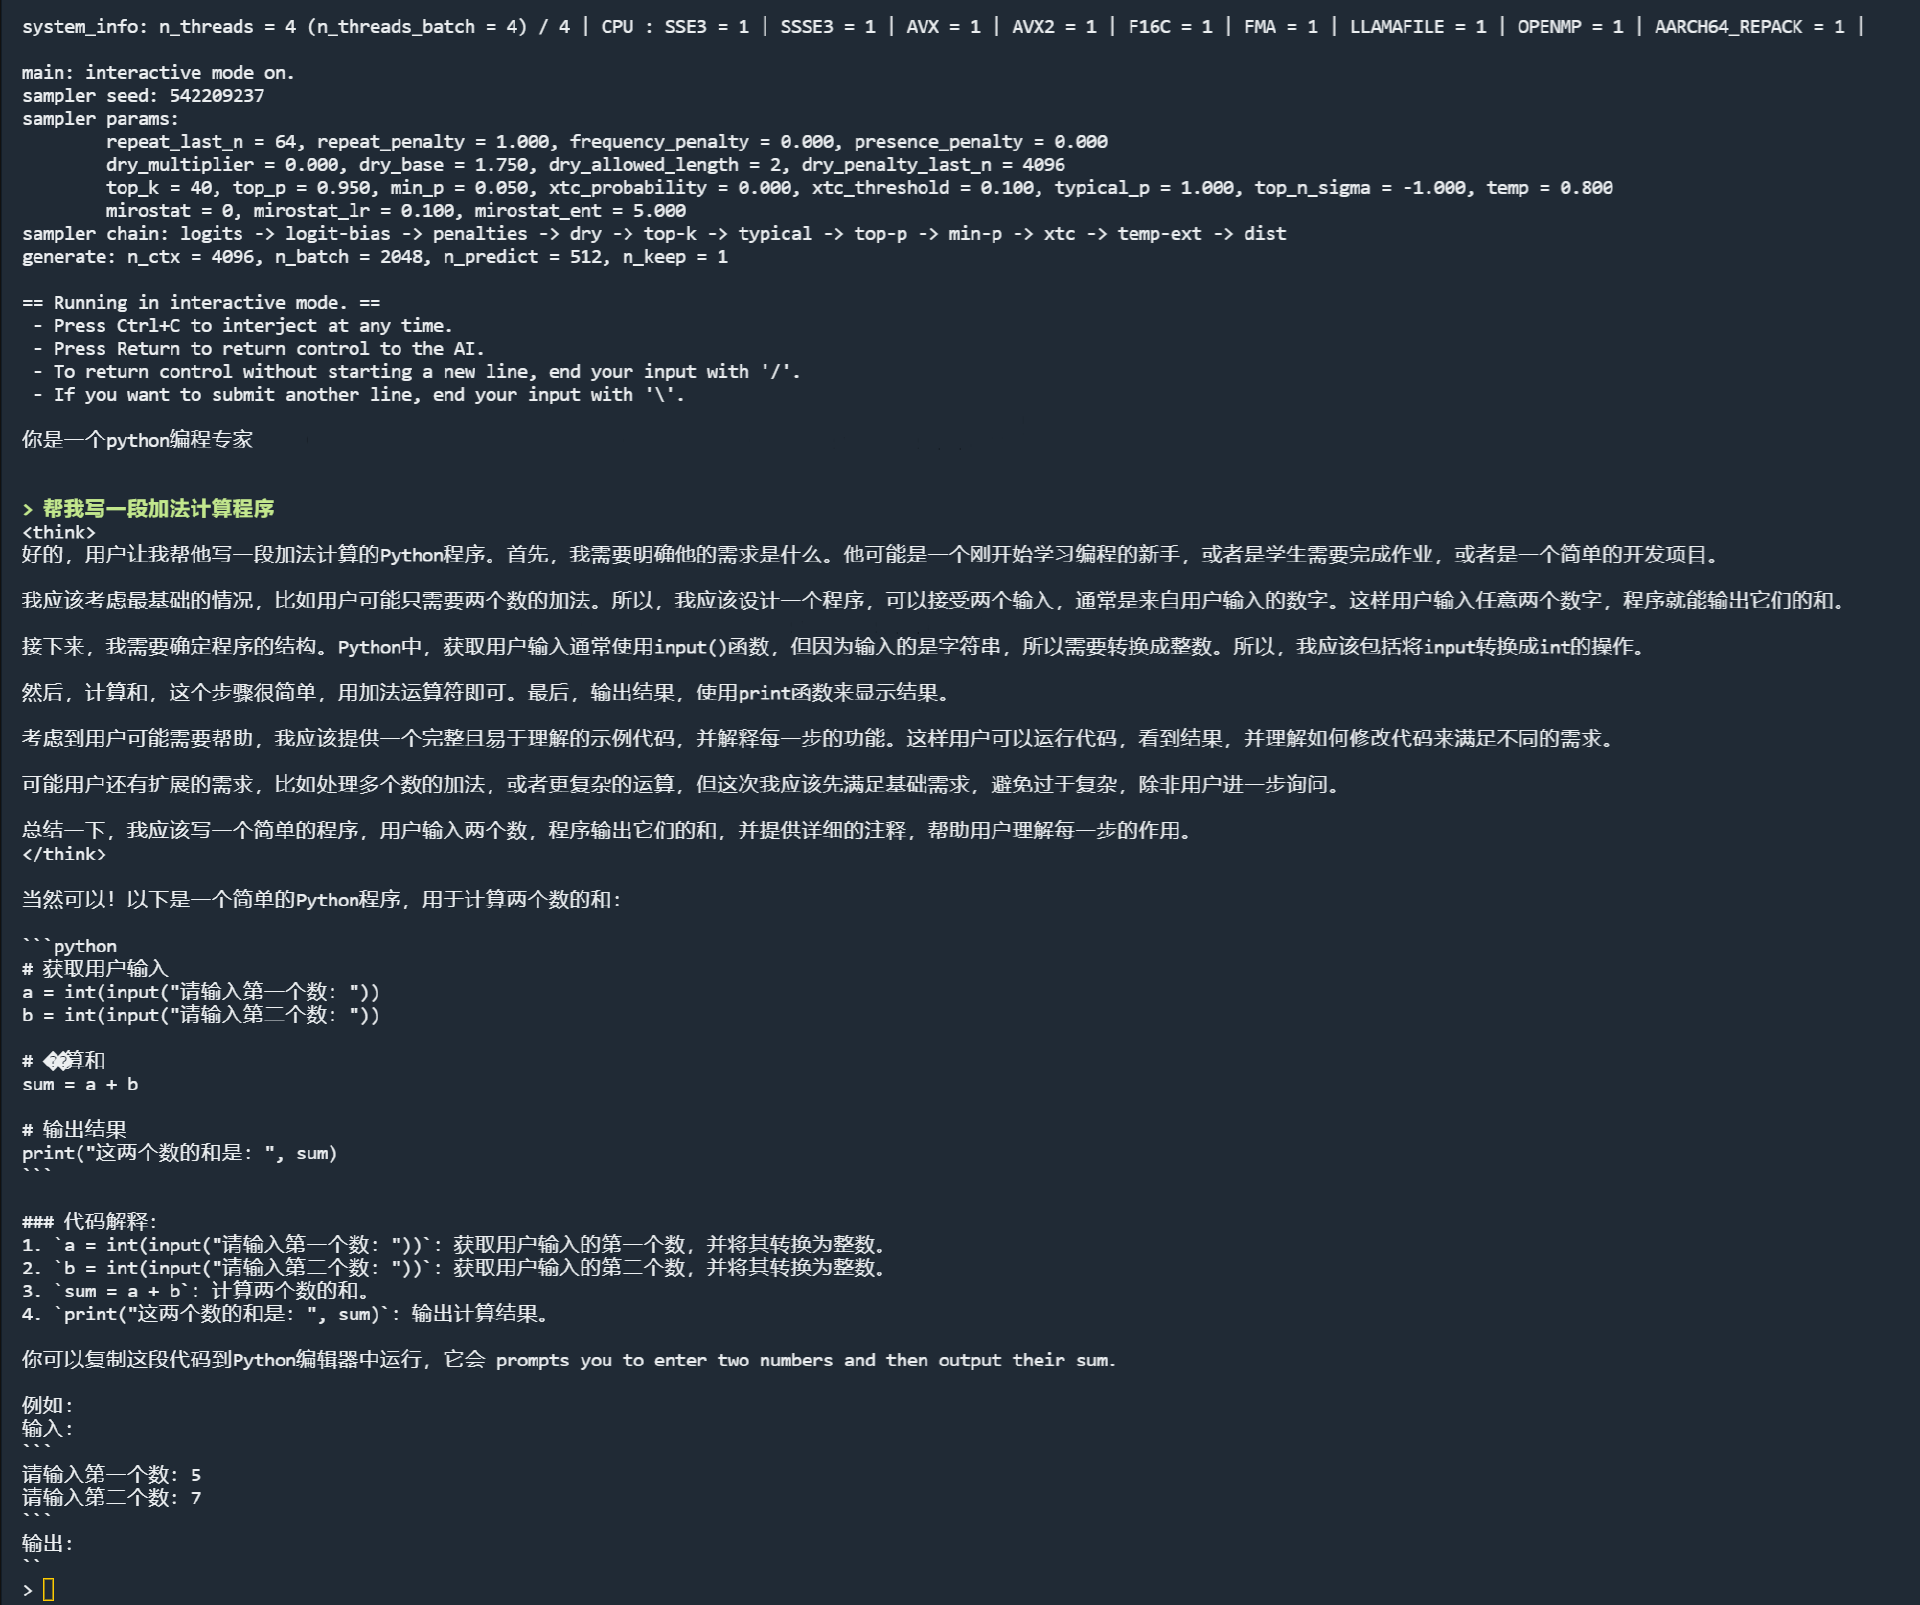 system_info: n_threads = 4 (n_threads_batch = 4) / 4 | CPU : SSE3 = 1 | SSSE3 = 1 | AVX = 1 | AVX2 = 1 | F16C = 1 | FMA = 1 | LLAMAFILE = 1 | OPENMP = 1 | AARCH64_REPACK = 1 |
main: interactive mode on.
sampler seed: 542209237
sampler params:
repeat_last_n = 64, repeat_penalty = 1.000, frequency_penalty = 0.000, presence_penalty = 0.000
dry_multiplier = 0.000, dry_base = 1.750, dry_allowed_length = 2, dry_penalty_last_n = 4096
top_k = 40, top_p = 0.950, min_p = 0.050, xtc_probability = 0.000, xtc_threshold = 0.100, typical_p = 1.000, top_n_sigma = -1.000, temp = 0.800
mirostat = 0, mirostat_lr = 0.100, mirostat_ent = 5.000
sampler chain: logits -> logit-bias -> penalties -> dry -> top-k -> typical -> top-p -> min-p -> xtc -> temp-ext -> dist
generate: n_ctx = 4096, n_batch = 2048, n_predict = 512, n_keep = 1
== Running in interactive mode. ==
- Press Ctrl+C to interject at any time.
- Press Return to return control to the AI.
- To return control without starting a new line, end your input with '/'.
- If you want to submit another line, end your input with '\'.
你是一个python编程专家
> 帮我写一段加法计算程序
<think>
好的，用户让我帮他写一段加法计算的Python程序。首先，我需要明确他的需求是什么。他可能是一个刚开始学习编程的新手，或者是学生需要完成作业，或者是一个简单的开发项目。
我应该考虑最基础的情况，比如用户可能只需要两个数的加法。所以，我应该设计一个程序，可以接受两个输入，通常是来自用户输入的数字。这样用户输入任意两个数字，程序就能输出它们的和。
接下来，我需要确定程序的结构。Python中，获取用户输入通常使用input()函数，但因为输入的是字符串，所以需要转换成整数。所以，我应该包括将input转换成int的操作。
然后，计算和，这个步骤很简单，用加法运算符即可。最后，输出结果，使用print函数来显示结果。
考虑到用户可能需要帮助，我应该提供一个完整且易于理解的示例代码，并解释每一步的功能。这样用户可以运行代码，看到结果，并理解如何修改代码来满足不同的需求。
可能用户还有扩展的需求，比如处理多个数的加法，或者更复杂的运算，但这次我应该先满足基础需求，避免过于复杂，除非用户进一步询问。
总结一下，我应该写一个简单的程序，用户输入两个数，程序输出它们的和，并提供详细的注释，帮助用户理解每一步的作用。
</think>
当然可以！以下是一个简单的Python程序，用于计算两个数的和：
```python
# 获取用户输入
a = int(input("请输入第一个数："))
b = int(input("请输入第二个数："))
# ��算和
sum = a + b
# 输出结果
print("这两个数的和是：", sum)
```
### 代码解释：
1. `a = int(input("请输入第一个数："))`：获取用户输入的第一个数，并将其转换为整数。
2. `b = int(input("请输入第二个数："))`：获取用户输入的第二个数，并将其转换为整数。
3. `sum = a + b`：计算两个数的和。
4. `print("这两个数的和是：", sum)`：输出计算结果。
你可以复制这段代码到Python编辑器中运行，它会 prompts you to enter two numbers and then output their sum.
例如：
输入：
```
请输入第一个数：5
请输入第二个数：7
```
输出：
``
>